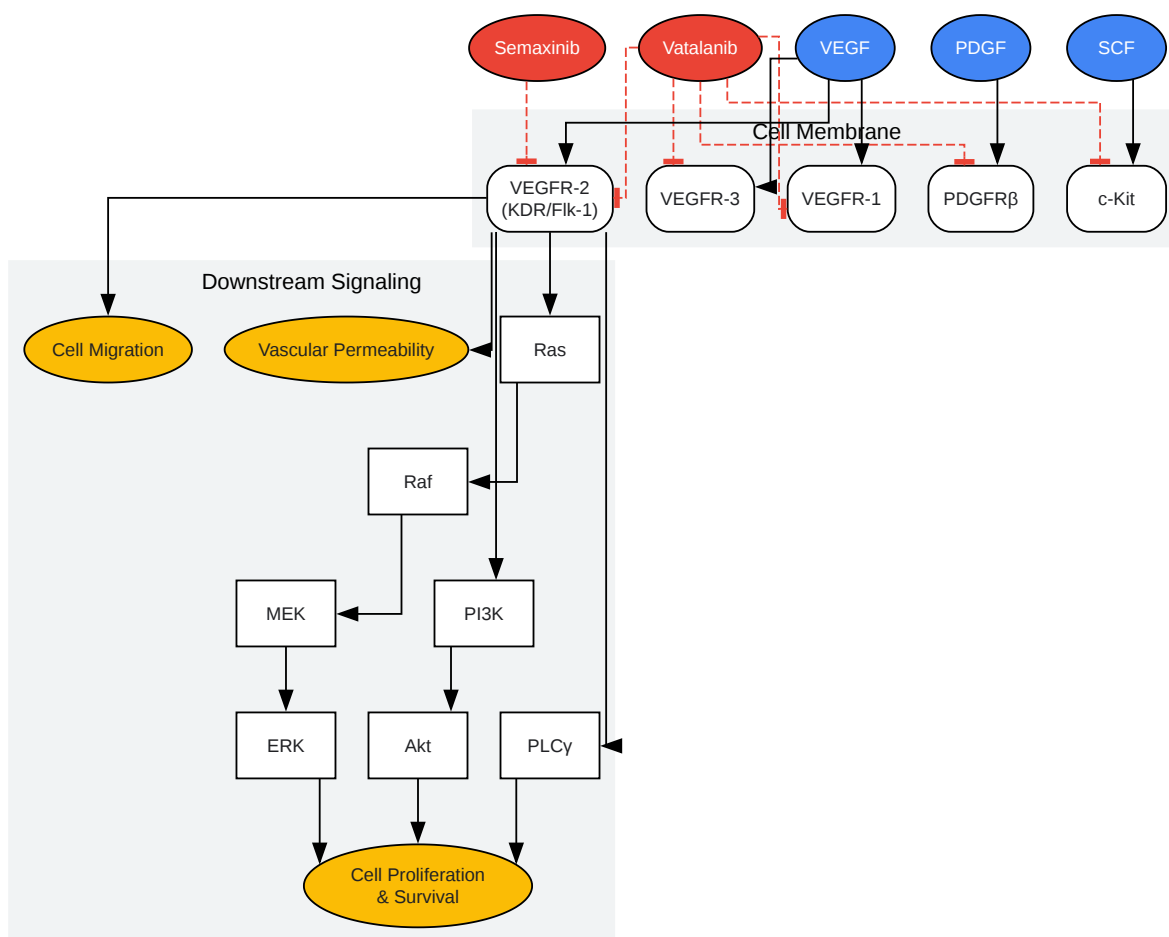 Semaxinib
Vatalanib
VEGF
PDGF
SCF
Cell Membrane
VEGFR-2
(KDR/Flk-1)
VEGFR-3
VEGFR-1
PDGFRβ
c-Kit
Downstream Signaling
Cell Migration
Vascular Permeability
Ras
Raf
MEK
PI3K
ERK
Akt
PLCγ
Cell Proliferation
& Survival